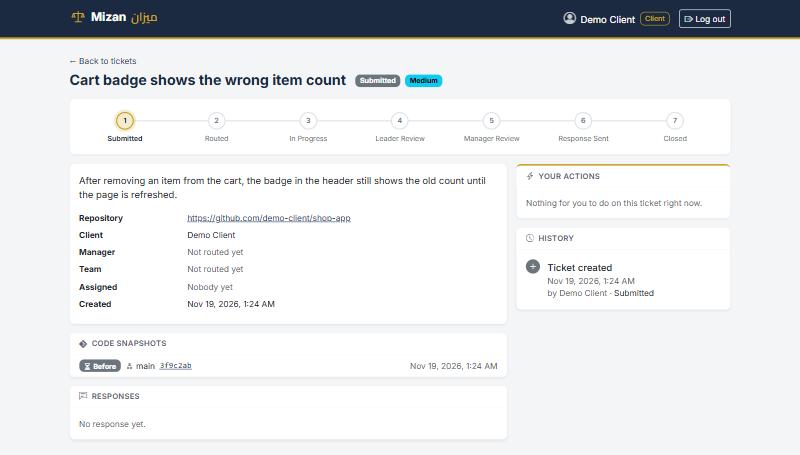 Mizan ميزان
Demo Client Client Log out
← Back to tickets
Cart badge shows the wrong item count Submitted Medium
1 2 3 4 5 6 7
Submitted Routed In Progress Leader Review Manager Review Response Sent Closed
After removing an item from the cart, the badge in the header still shows the old count until
the page is refreshed.
Repository https://github.com/demo-client/shop-app
Client Demo Client
Manager Not routed yet
Team Not routed yet
Assigned Nobody yet
Created Nov 19, 2026, 1:24 AM
CODE SNAPSHOTS
Before main 3f9c2ab Nov 19, 2026, 1:24 AM
RESPONSES
No response yet.
YOUR ACTIONS
Nothing for you to do on this ticket right now.
HISTORY
Ticket created
Nov 19, 2026, 1:24 AM
by Demo Client · Submitted